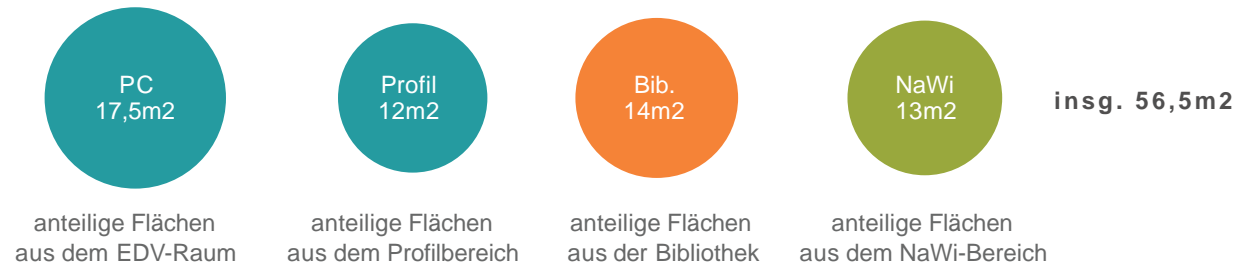 PC
17,5m2
Profil
12m2
Bib.
14m2
NaWi
13m2
insg. 56,5m2
anteilige Flächen
aus dem EDV-Raum
anteilige Flächen
aus dem Profilbereich
anteilige Flächen
aus der Bibliothek
anteilige Flächen
aus dem NaWi-Bereich